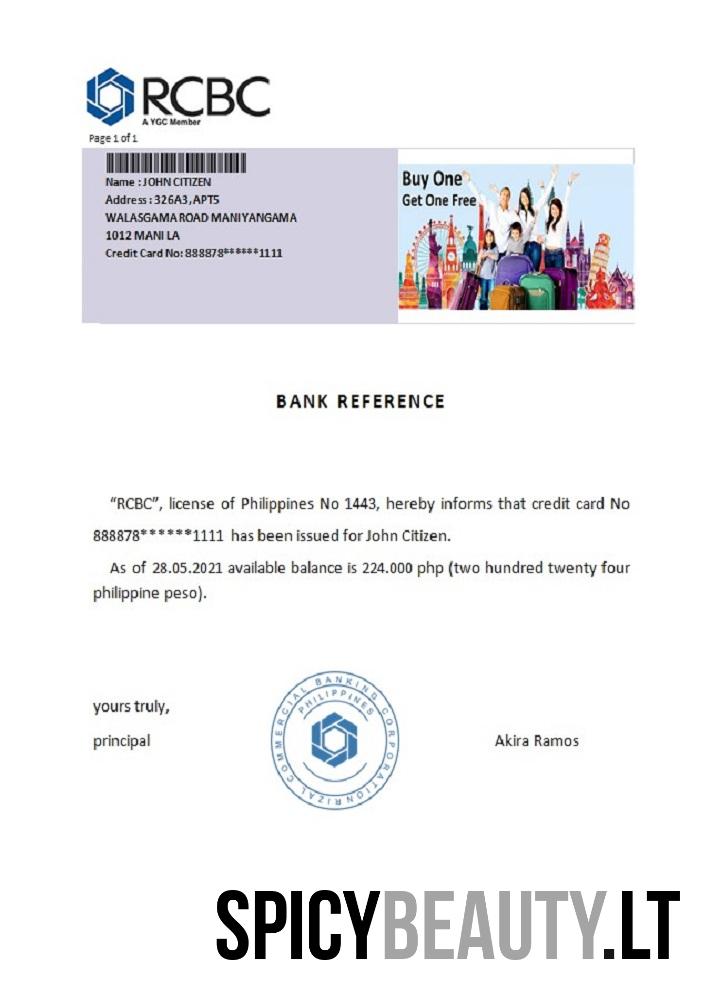 RCBC
A YGC Member
Page 1 of 1
Name : JOHN CITIZEN
Address : 326A3, APT5
WALASGAMA ROAD MANIYANGAMA
1012 MANILA
Credit Card No: 888878******1111
Buy One
Get One Free
BANK REFERENCE
“RCBC”, license of Philippines No 1443, hereby informs that credit card No
888878******1111 has been issued for John Citizen.
As of 28.05.2021 available balance is 224.000 php (two hundred twenty four
philippine peso).
yours truly,
principal
RIZAL COMMERCIAL BANKING CORPORATION
PHILIPPINES
Akira Ramos
SPICYBEAUTY.LT